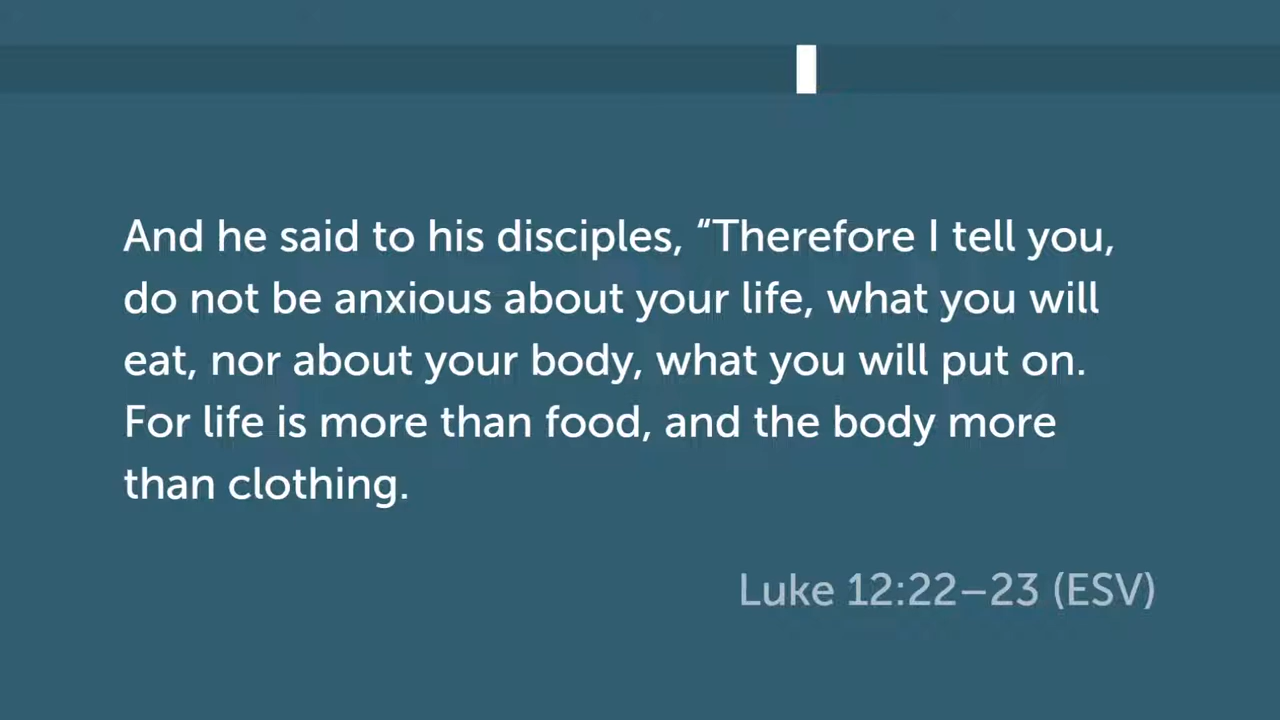 And he said to his disciples, “Therefore I tell you,
do not be anxious about your life, what you will
eat, nor about your body, what you will put on.
For life is more than food, and the body more
than clothing.
Luke 12:22–23 (ESV)